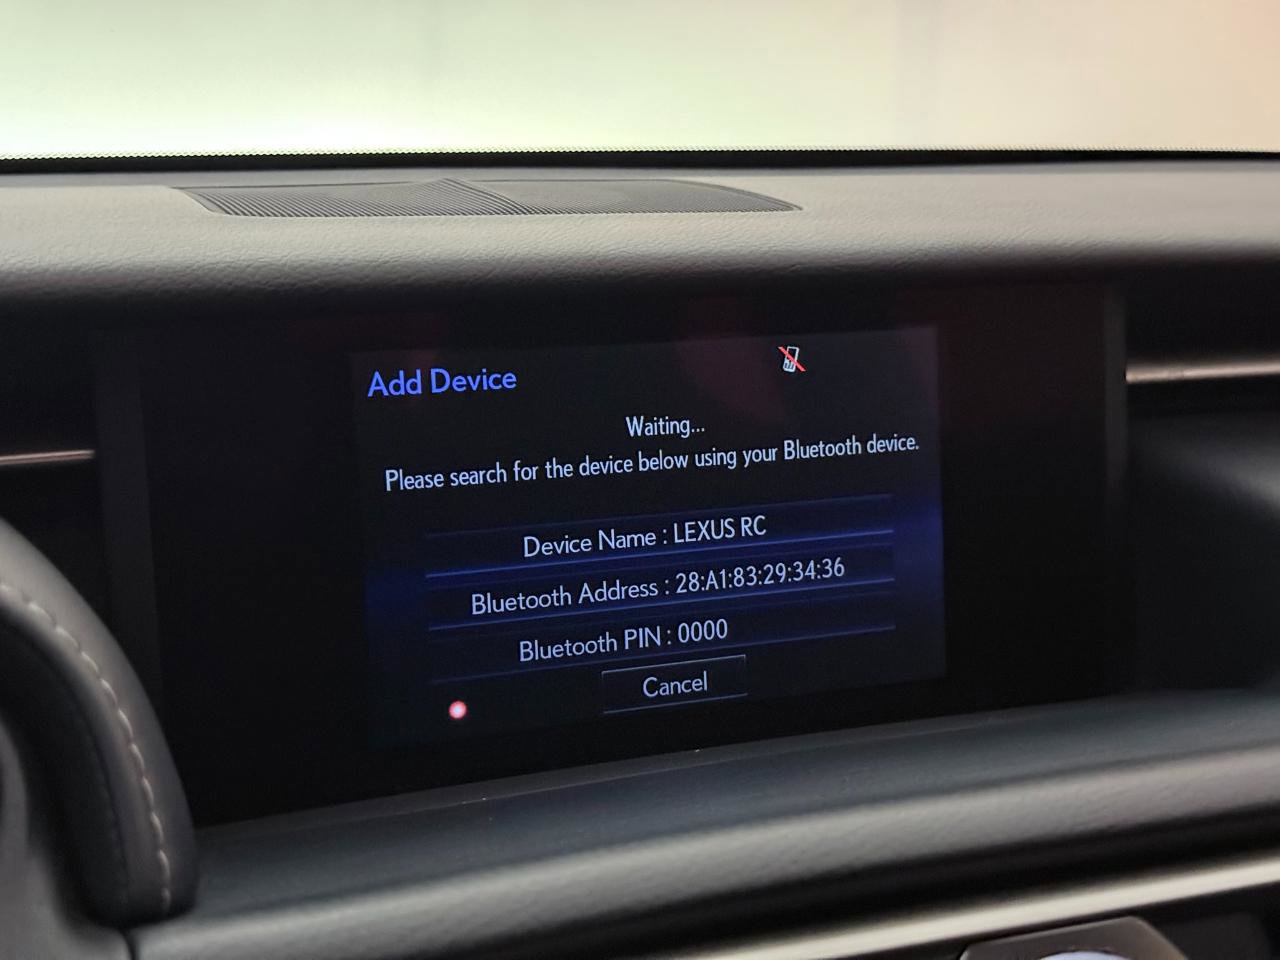 Add Device
Waiting...
Please search for the device below using your Bluetooth device.
Device Name : LEXUS RC
Bluetooth Address : 28:A1:83:29:34:36
Bluetooth PIN : 0000
Cancel